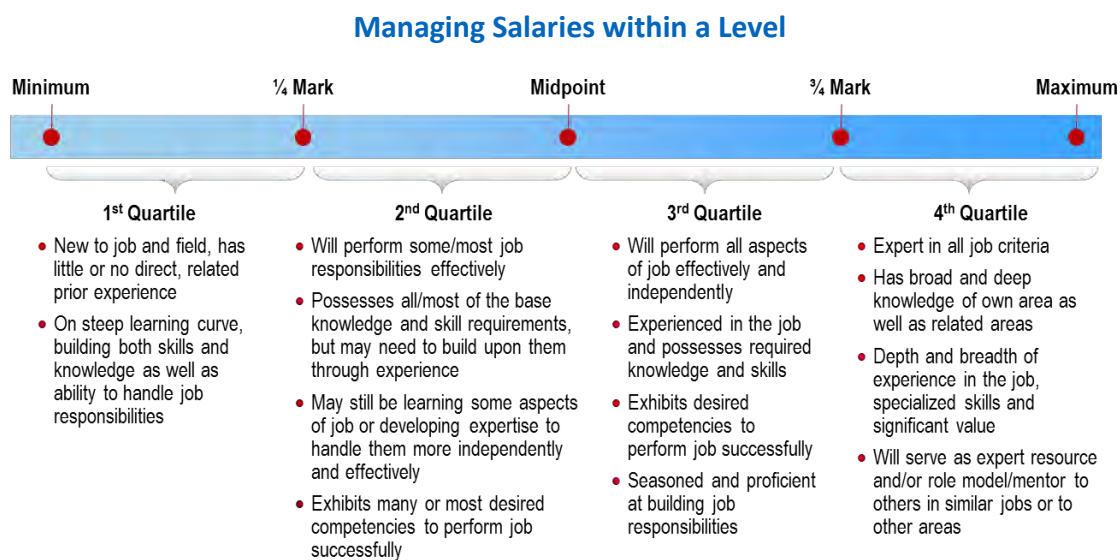 Managing Salaries within a Level
Minimum
¼ Mark
Midpoint
¾ Mark
Maximum
1st Quartile
• New to job and field, has
little or no direct, related
prior experience
• On steep learning curve,
building both skills and
knowledge as well as
ability to handle job
responsibilities
2nd Quartile
• Will perform some/most job
responsibilities effectively
• Possesses all/most of the base
knowledge and skill requirements,
but may need to build upon them
through experience
• May still be learning some aspects
of job or developing expertise to
handle them more independently
and effectively
• Exhibits many or most desired
competencies to perform job
successfully
3rd Quartile
• Will perform all aspects
of job effectively and
independently
• Experienced in the job
and possesses required
knowledge and skills
• Exhibits desired
competencies to
perform job successfully
• Seasoned and proficient
at building job
responsibilities
4th Quartile
• Expert in all job criteria
• Has broad and deep
knowledge of own area as
well as related areas
• Depth and breadth of
experience in the job,
specialized skills and
significant value
• Will serve as expert resource
and/or role model/mentor to
others in similar jobs or to
other areas